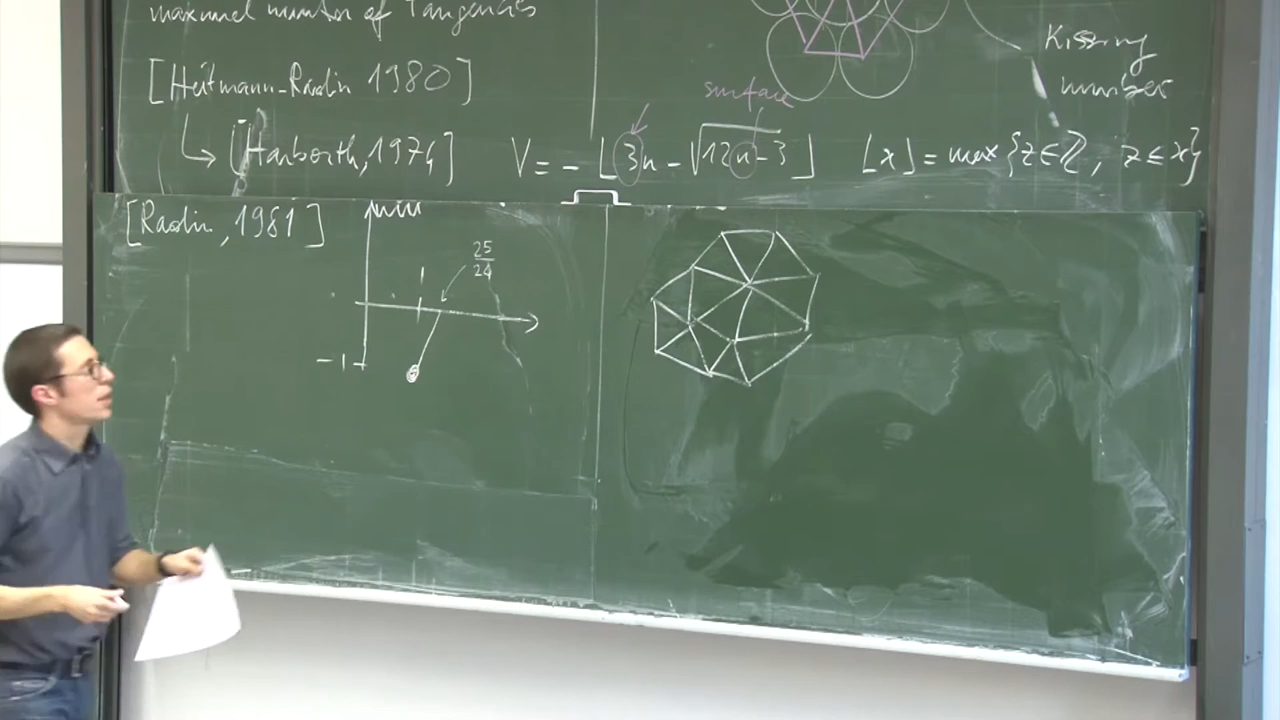 maximal number of Tangencies
[Heitmann-Radin 1980]
[Harborth, 1974] V = - ⌊3n - √12n-3⌋ ⌊x⌋ = max {z∈ℤ, z ≤ x}
surface
Kissing
number
[Radin, 1981]
1
25
24
-1